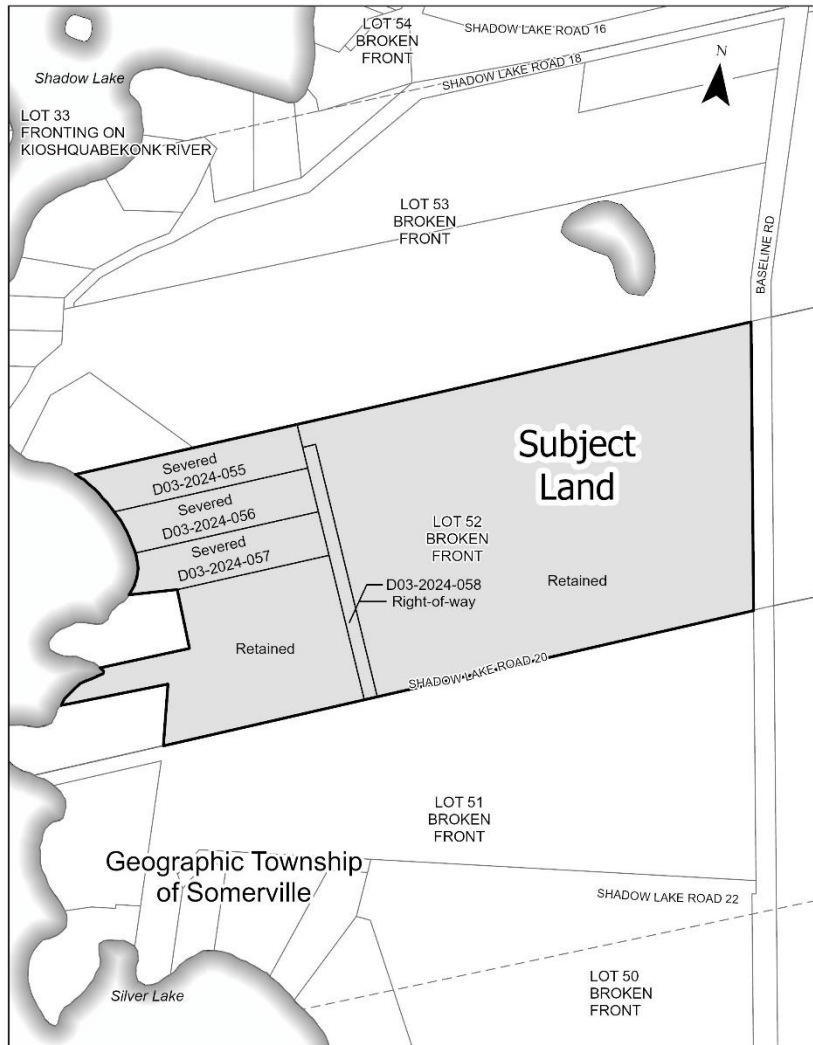 LOT 54
BROKEN
FRONT
SHADOW LAKE ROAD 16
Shadow Lake
SHADOW LAKE ROAD 18
N
LOT 33
FRONTING ON
KIOSHQUABEKONK RIVER
LOT 53
BROKEN
FRONT
BASELINE RD
Subject
Land
Severed
D03-2024-055
Severed
D03-2024-056
Severed
D03-2024-057
LOT 52
BROKEN
FRONT
D03-2024-058
Right-of-way
Retained
Retained
SHADOW LAKE ROAD 20
LOT 51
BROKEN
FRONT
Geographic Township
of Somerville
SHADOW LAKE ROAD 22
LOT 50
BROKEN
FRONT
Silver Lake